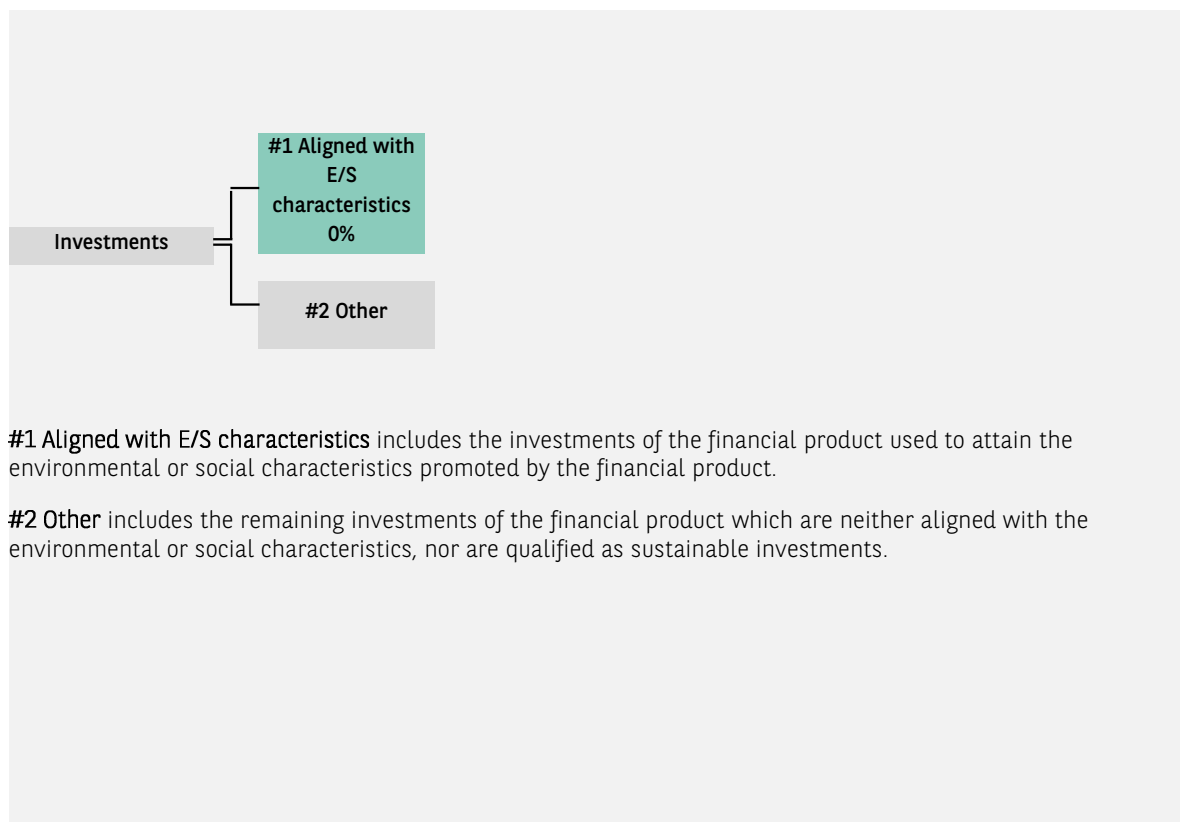 #1 Aligned with
E/S
characteristics
0%
Investments
#2 Other
#1 Aligned with E/S characteristics includes the investments of the financial product used to attain the
environmental or social characteristics promoted by the financial product.
#2 Other includes the remaining investments of the financial product which are neither aligned with the
environmental or social characteristics, nor are qualified as sustainable investments.